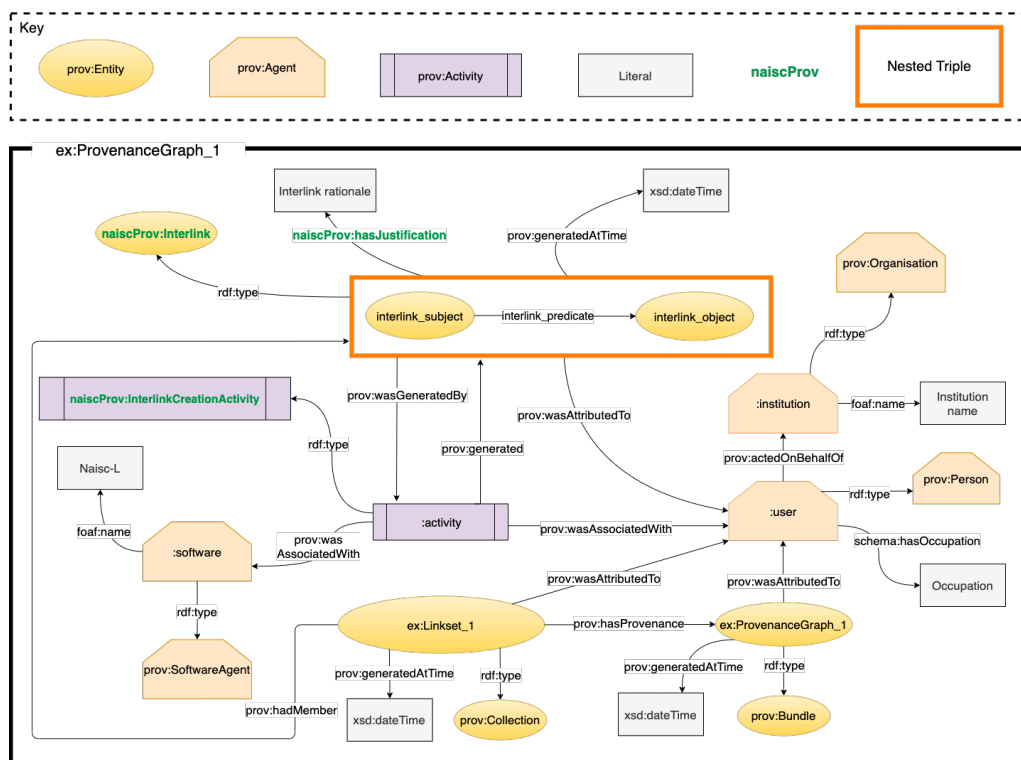 Key
prov:Entity
prov:Agent
prov:Activity
Literal
naiscProv
Nested Triple
ex:ProvenanceGraph_1
Interlink rationale
xsd:dateTime
naiscProv:Interlink
naiscProv:hasJustification
prov:generatedAtTime
prov:Organisation
rdf:type
interlink_subject
interlink_predicate
interlink_object
rdf:type
naiscProv:InterlinkCreationActivity
prov:wasGeneratedBy
prov:wasAttributedTo
:institution
foaf:name
Institution
name
rdf:type
prov:generated
prov:actedOnBehalfOf
Naisc-L
prov:Person
rdf:type
foaf:name
:activity
prov:wasAssociatedWith
:user
:software
prov:was
AssociatedWith
schema:hasOccupation
prov:wasAttributedTo
prov:wasAttributedTo
Occupation
rdf:type
ex:Linkset_1
prov:hasProvenance
ex:ProvenanceGraph_1
prov:SoftwareAgent
prov:generatedAtTime
rdf:type
prov:generatedAtTime
rdf:type
prov:hadMember
xsd:dateTime
prov:Collection
xsd:dateTime
prov:Bundle